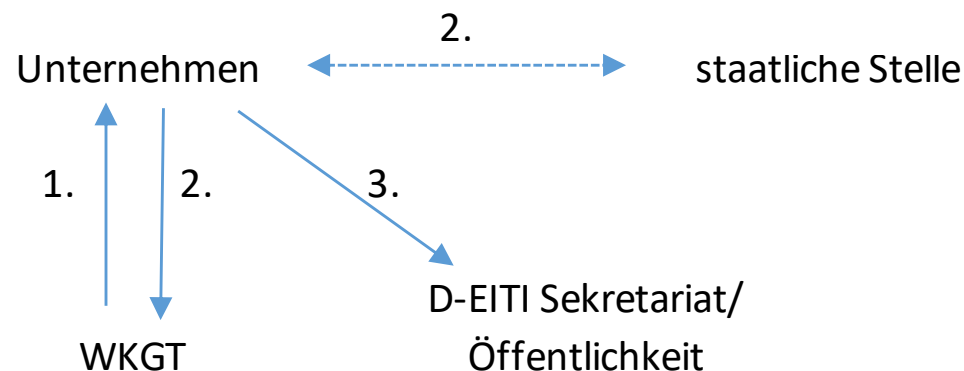 2.
Unternehmen
staatliche Stelle
1.
2.
3.
D-EITI Sekretariat/
Öffentlichkeit
WKGT